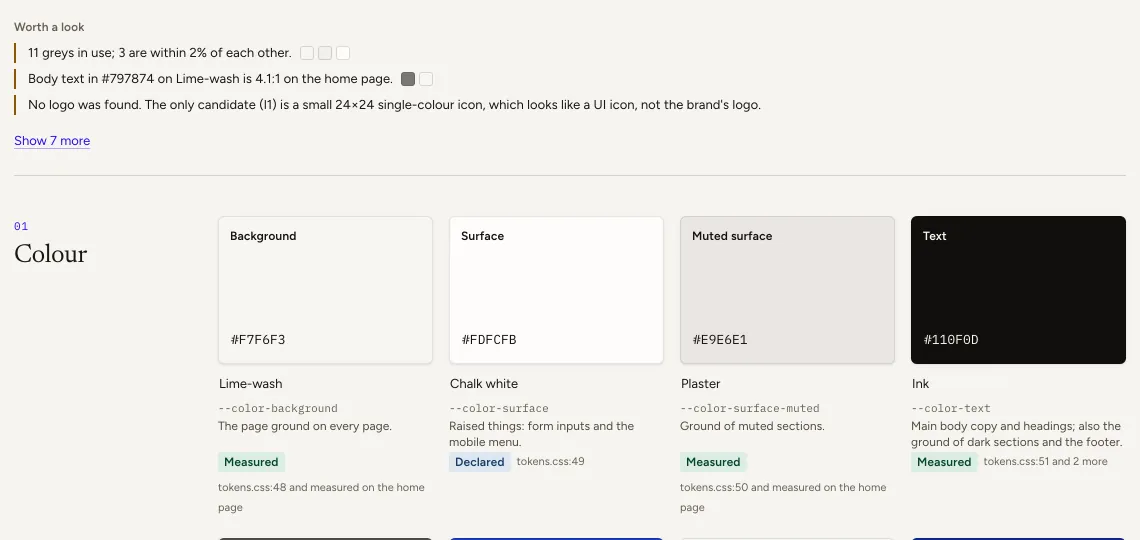 Worth a look
11 greys in use; 3 are within 2% of each other.
Body text in #797874 on Lime-wash is 4.1:1 on the home page.
No logo was found. The only candidate (I1) is a small 24×24 single-colour icon, which looks like a UI icon, not the brand's logo.
Show 7 more
01
Colour
Background
#F7F6F3
Lime-wash
--color-background
The page ground on every page.
Measured
tokens.css:48 and measured on the home
page
Surface
#FDFCFB
Chalk white
--color-surface
Raised things: form inputs and the
mobile menu.
Declared tokens.css:49
Muted surface
#E9E6E1
Plaster
--color-surface-muted
Ground of muted sections.
Measured
tokens.css:50 and measured on the home
page
Text
#110F0D
Ink
--color-text
Main body copy and headings; also the
ground of dark sections and the footer.
Measured tokens.css:51 and 2 more